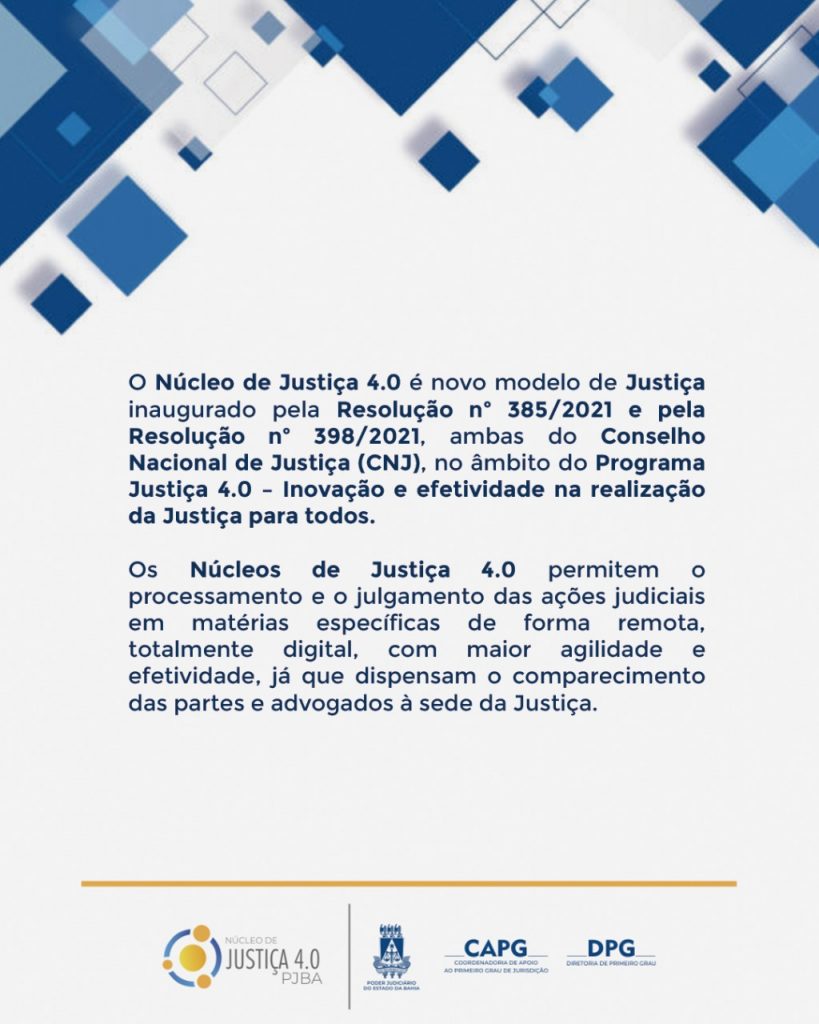 O Núcleo de Justiça 4.0 é novo modelo de Justiça
inaugurado pela Resolução nº 385/2021 e pela
Resolução nº 398/2021, ambas do Conselho
Nacional de Justiça (CNJ), no âmbito do Programa
Justiça 4.0 – Inovação e efetividade na realização
da Justiça para todos.
Os Núcleos de Justiça 4.0 permitem o
processamento e o julgamento das ações judiciais
em matérias específicas de forma remota,
totalmente digital, com maior agilidade e
efetividade, já que dispensam o comparecimento
das partes e advogados à sede da Justiça.
NÚCLEO DE
JUSTIÇA 4.0
PJBA
PODER JUDICIÁRIO
DO ESTADO DA BAHIA
CAPG
COORDENADORIA DE APOIO
AO PRIMEIRO GRAU DE JURISDIÇÃO
DPG
DIRETORIA DE PRIMEIRO GRAU